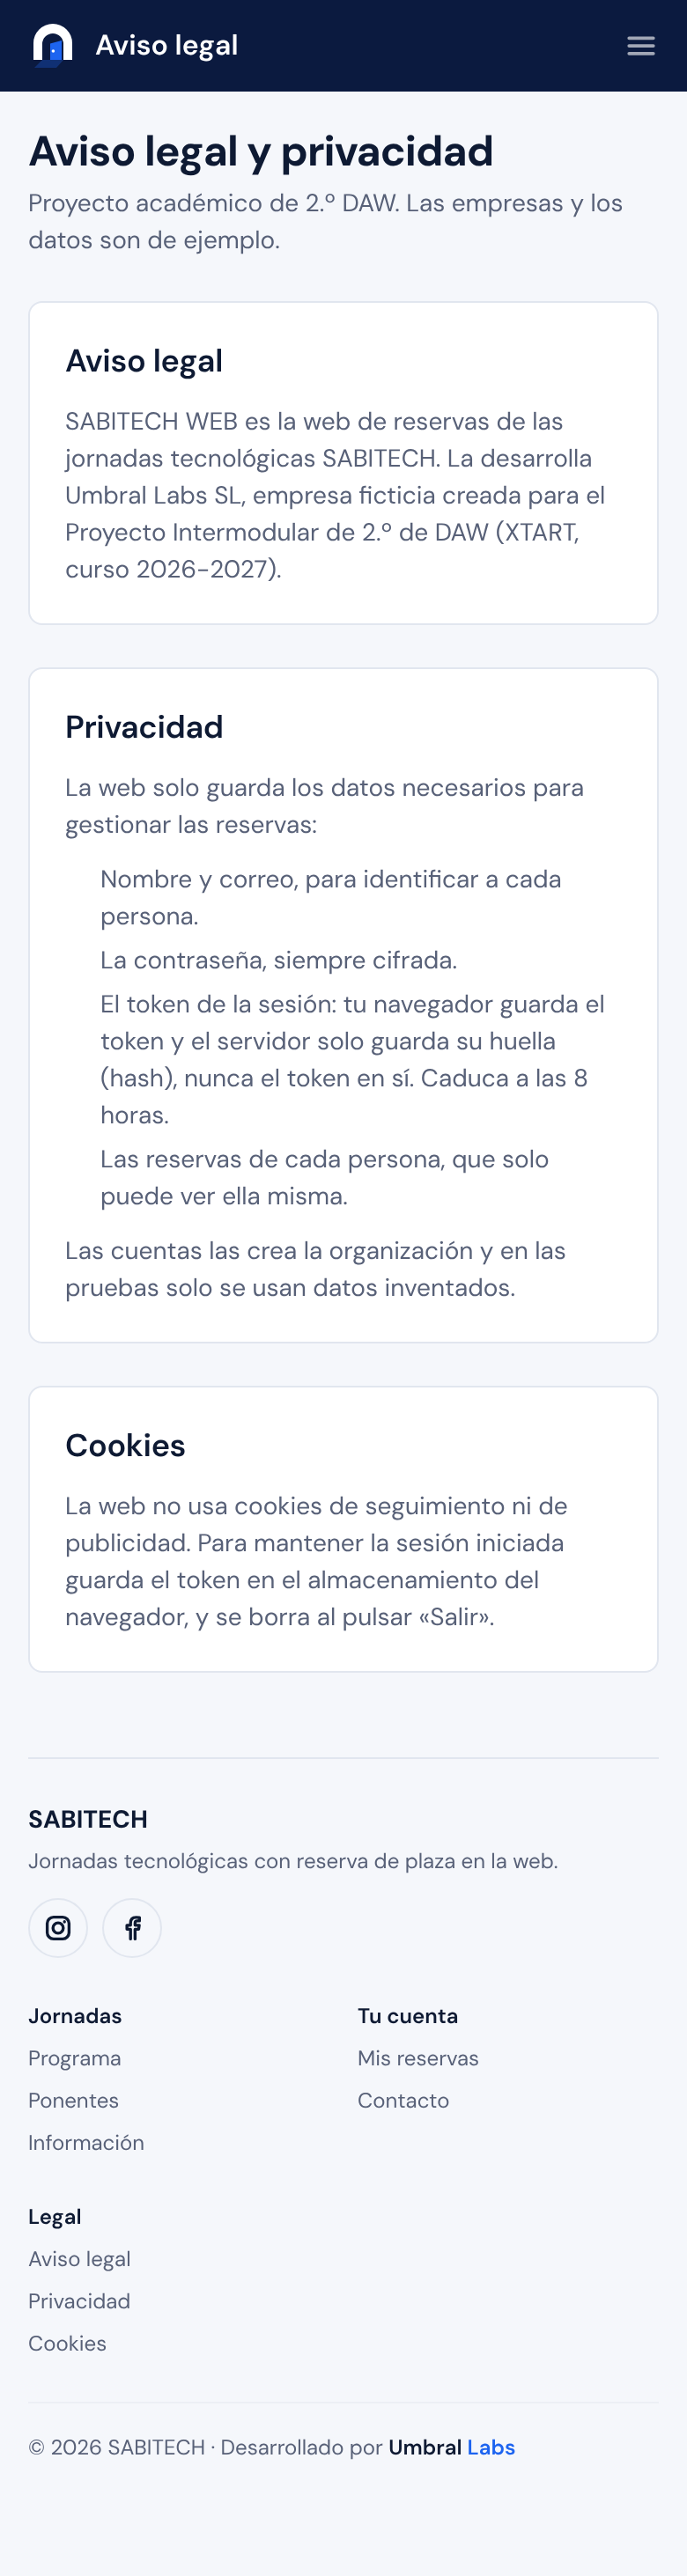 Aviso legal
Aviso legal y privacidad
Proyecto académico de 2.º DAW. Las empresas y los
datos son de ejemplo.
Aviso legal
SABITECH WEB es la web de reservas de las
jornadas tecnológicas SABITECH. La desarrolla
Umbral Labs SL, empresa ficticia creada para el
Proyecto Intermodular de 2.º de DAW (XTART,
curso 2026-2027).
Privacidad
La web solo guarda los datos necesarios para
gestionar las reservas:
Nombre y correo, para identificar a cada
persona.
La contraseña, siempre cifrada.
El token de la sesión: tu navegador guarda el
token y el servidor solo guarda su huella
(hash), nunca el token en sí. Caduca a las 8
horas.
Las reservas de cada persona, que solo
puede ver ella misma.
Las cuentas las crea la organización y en las
pruebas solo se usan datos inventados.
Cookies
La web no usa cookies de seguimiento ni de
publicidad. Para mantener la sesión iniciada
guarda el token en el almacenamiento del
navegador, y se borra al pulsar «Salir».
SABITECH
Jornadas tecnológicas con reserva de plaza en la web.
Jornadas
Programa
Ponentes
Información
Tu cuenta
Mis reservas
Contacto
Legal
Aviso legal
Privacidad
Cookies
© 2026 SABITECH · Desarrollado por Umbral Labs